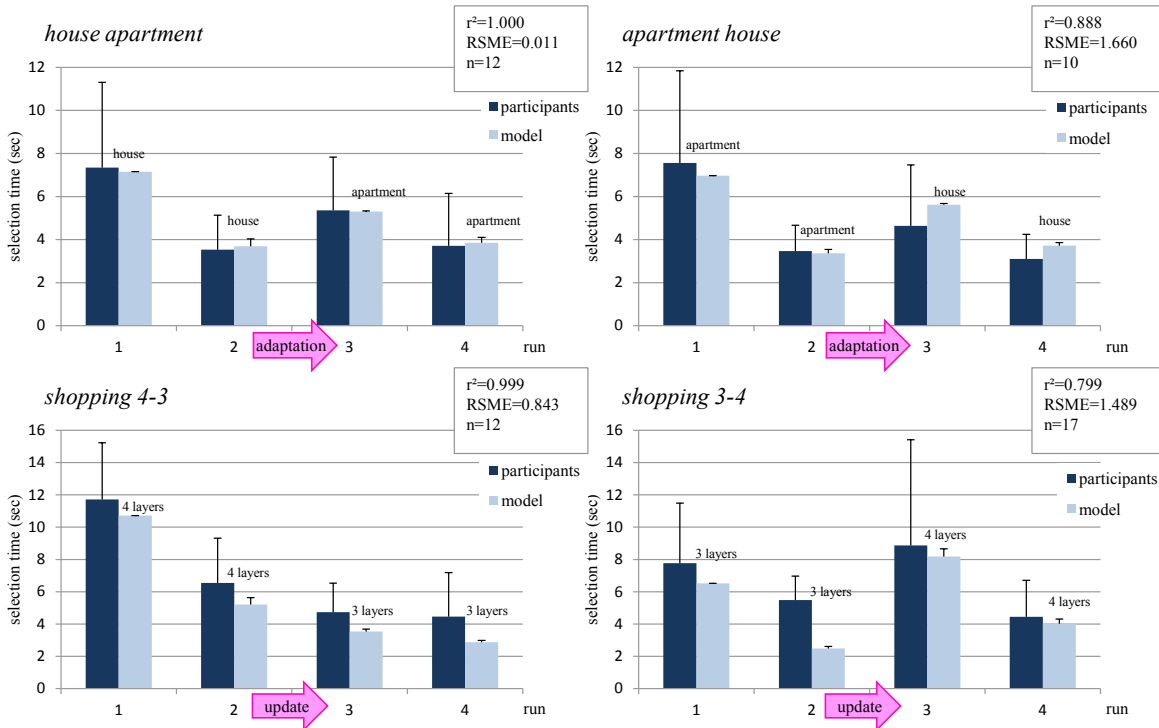 house apartment
r²=1.000
RSME=0.011
n=12
participants
model
selection time (sec)
12
10
8
6
4
2
0
house
house
apartment
apartment
1 2 3 4 run
adaptation
apartment house
r²=0.888
RSME=1.660
n=10
participants
model
selection time (sec)
12
10
8
6
4
2
0
apartment
apartment
house
house
1 2 3 4 run
adaptation
shopping 4-3
r²=0.999
RSME=0.843
n=12
participants
model
selection time (sec)
16
14
12
10
8
6
4
2
0
4 layers
4 layers
3 layers
3 layers
1 2 3 4 run
update
shopping 3-4
r²=0.799
RSME=1.489
n=17
participants
model
selection time (sec)
16
14
12
10
8
6
4
2
0
3 layers
3 layers
4 layers
4 layers
1 2 3 4 run
update